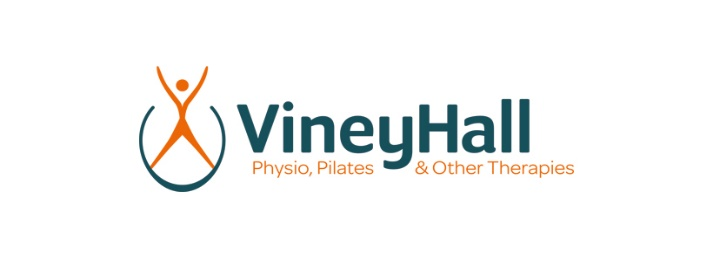 VineyHall
Physio, Pilates & Other Therapies